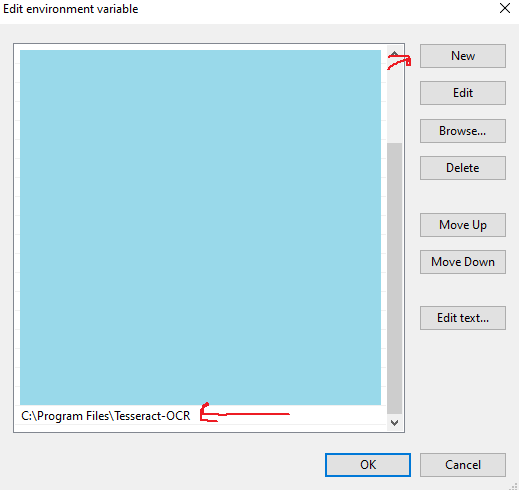 Edit environment variable
New
Edit
Browse...
Delete
Move Up
Move Down
Edit text...
C:\Program Files\Tesseract-OCR
OK
Cancel